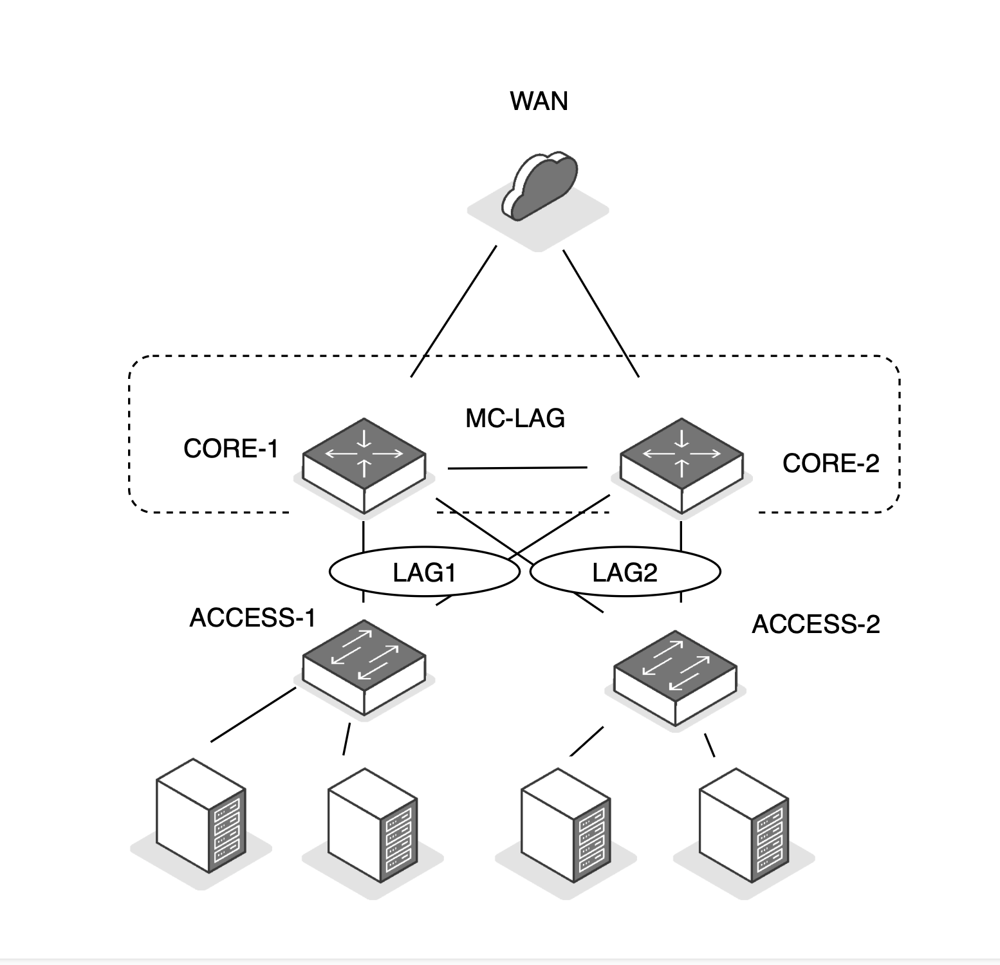 WAN
MC-LAG
CORE-1
CORE-2
LAG1
LAG2
ACCESS-1
ACCESS-2